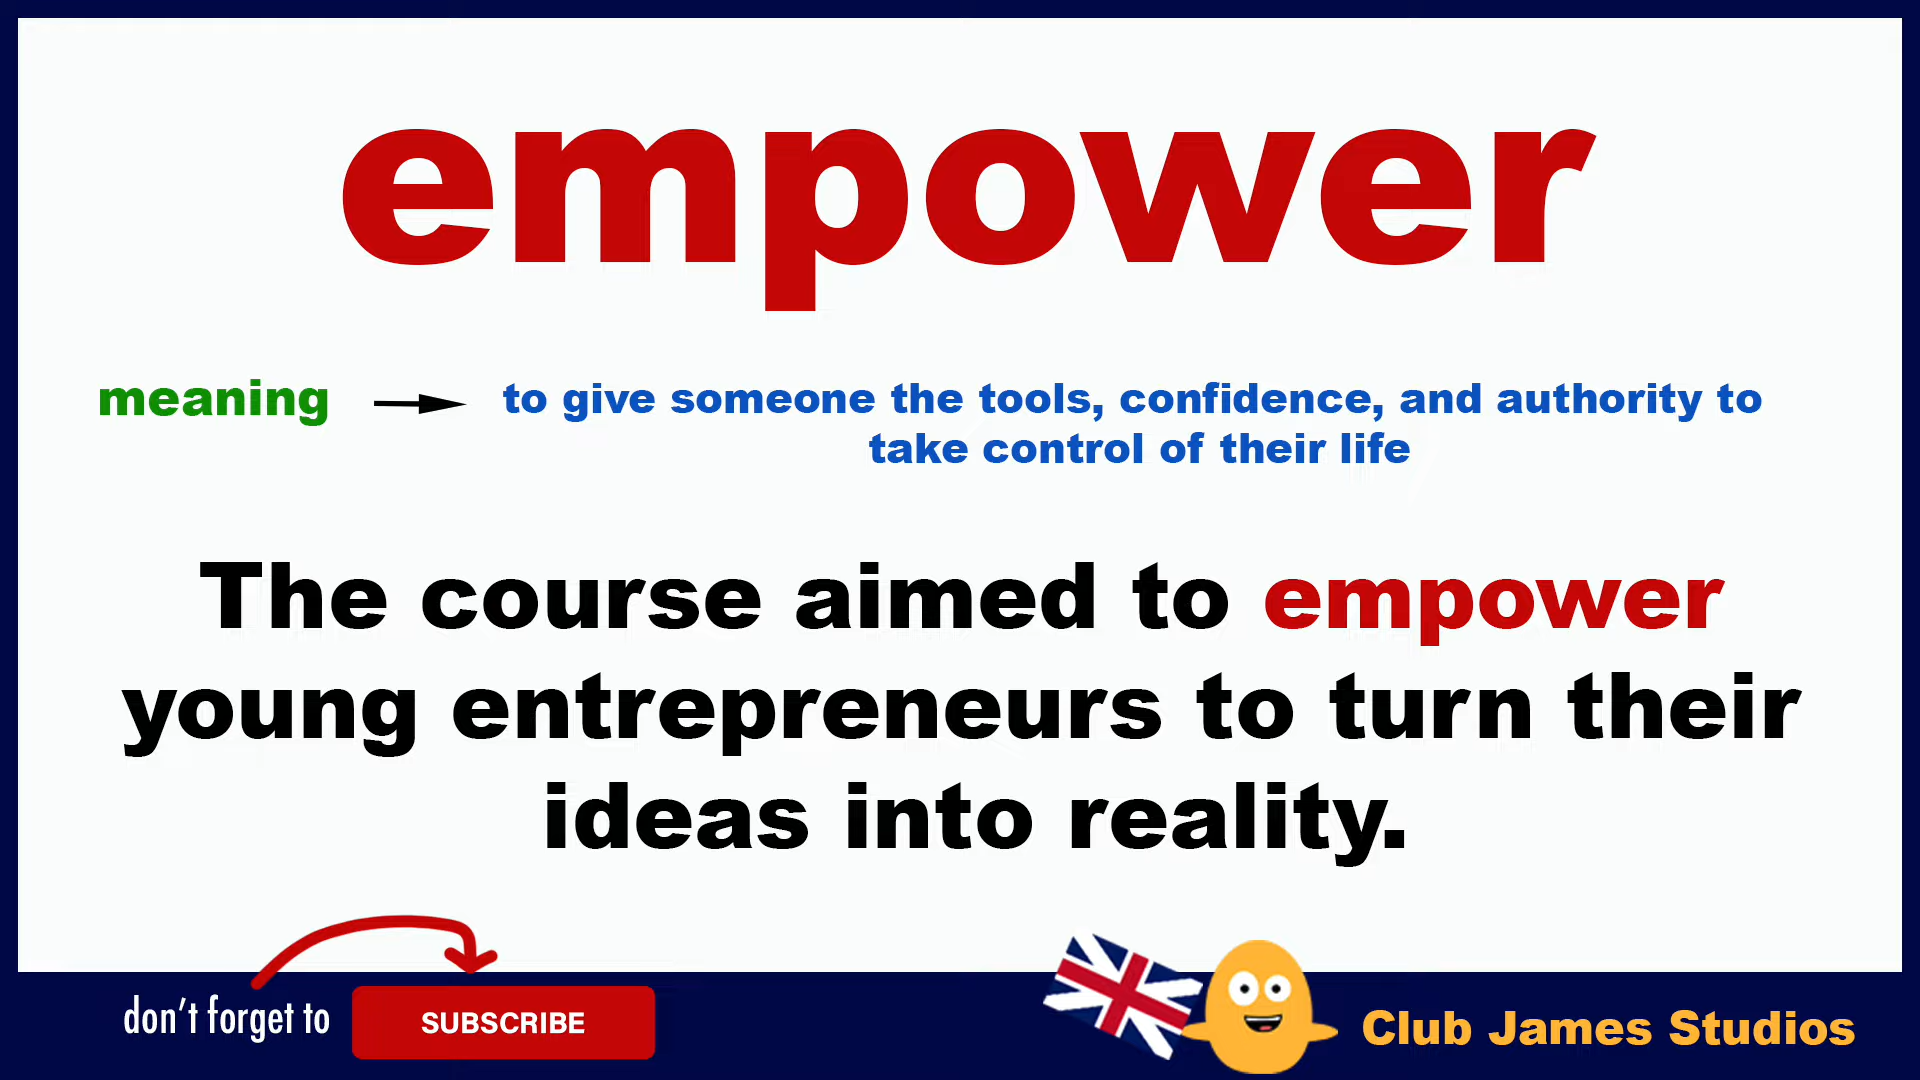 empower
meaning
to give someone the tools, confidence, and authority to
take control of their life
The course aimed to empower
young entrepreneurs to turn their
ideas into reality.
don't forget to
SUBSCRIBE
Club James Studios